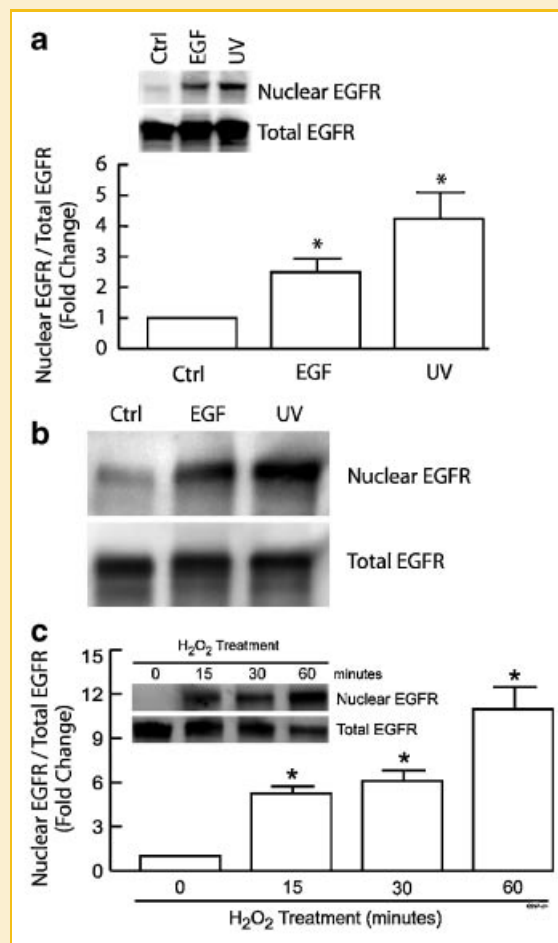 a
Ctrl EGF UV
Nuclear EGFR
Total EGFR
Nuclear EGFR / Total EGFR
(Fold Change)
6
5
4
3
2
1
0
* *
Ctrl EGF UV
b
Ctrl EGF UV
Nuclear EGFR
Total EGFR
c
H₂O₂ Treatment
0 15 30 60 minutes
Nuclear EGFR
Total EGFR
Nuclear EGFR / Total EGFR
(Fold Change)
15
12
9
6
3
0
* * *
0 15 30 60
H₂O₂ Treatment (minutes)